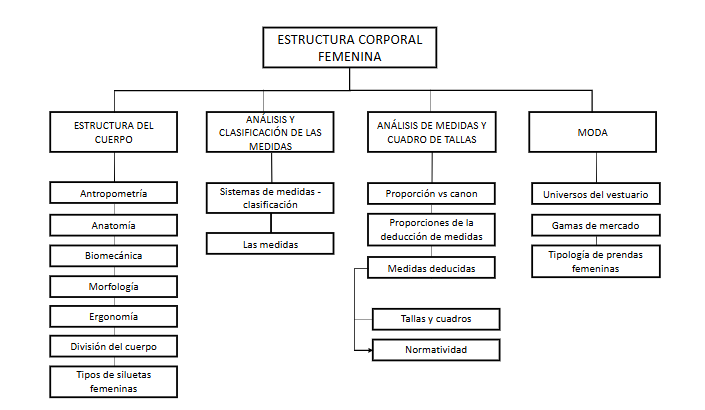 ESTRUCTURA CORPORAL
FEMENINA
ESTRUCTURA DEL
CUERPO
Antropometría
Anatomía
Biomecánica
Morfología
Ergonomía
División del cuerpo
Tipos de siluetas
femeninas
ANÁLISIS Y
CLASIFICACIÓN DE LAS
MEDIDAS
Sistemas de medidas -
clasificación
Las medidas
ANÁLISIS DE MEDIDAS Y
CUADRO DE TALLAS
Proporción vs canon
Proporciones de la
deducción de medidas
Medidas deducidas
Tallas y cuadros
Normatividad
MODA
Universos del vestuario
Gamas de mercado
Tipología de prendas
femeninas